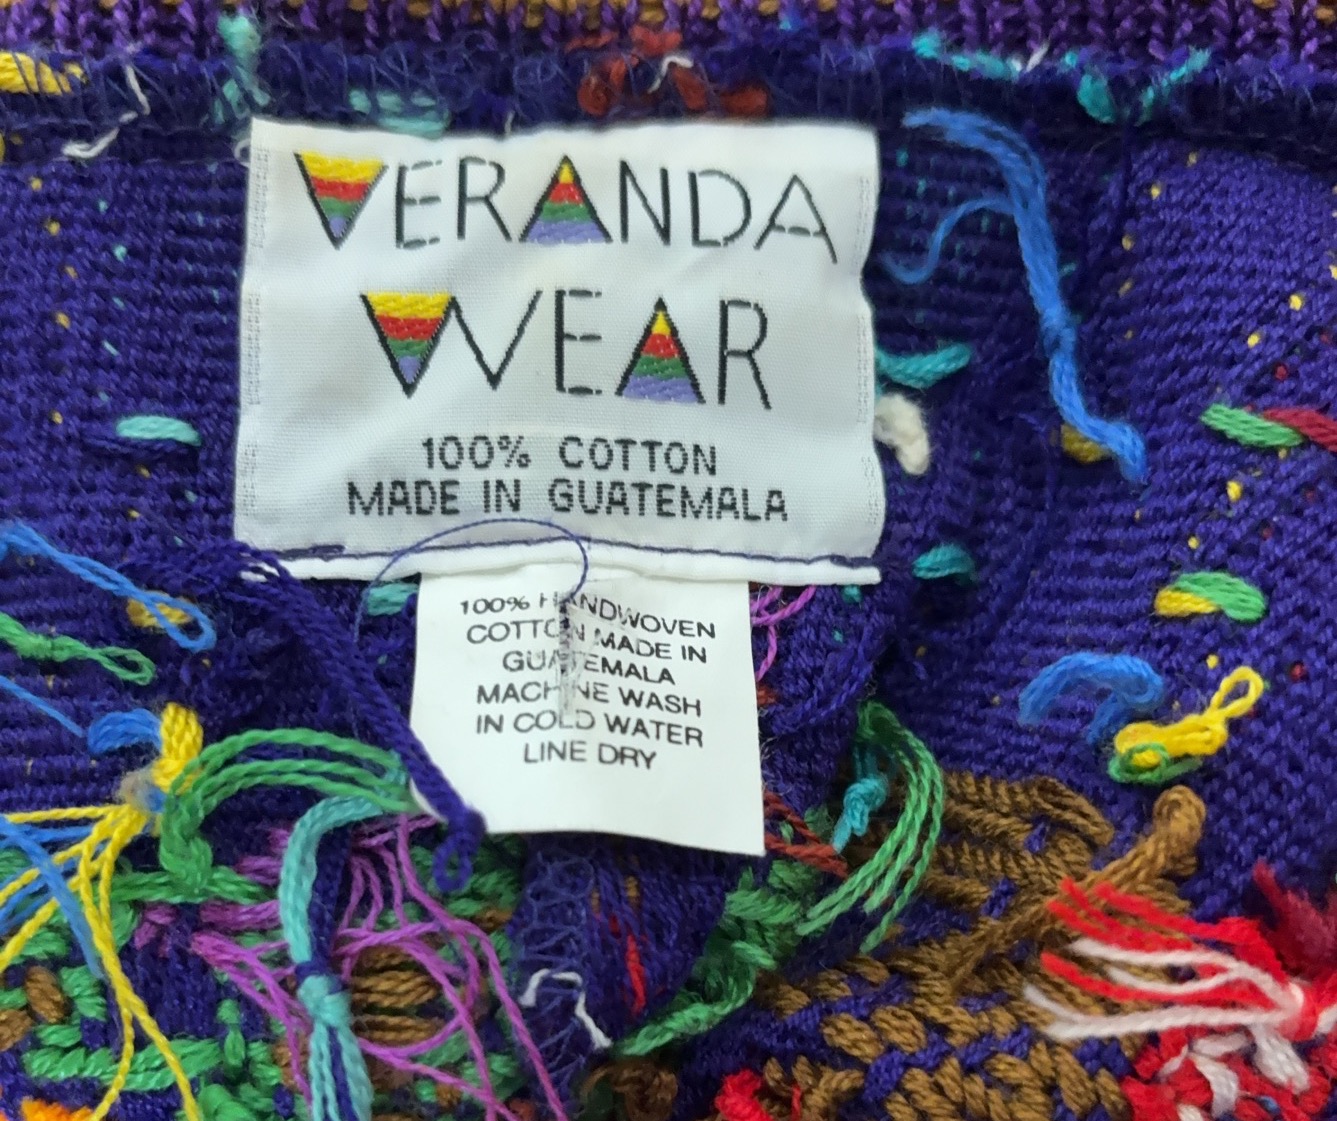 VERANDA
WEAR
100% COTTON
MADE IN GUATEMALA
100% HANDWOVEN
COTTON MADE IN
GUATEMALA
MACHINE WASH
IN COLD WATER
LINE DRY